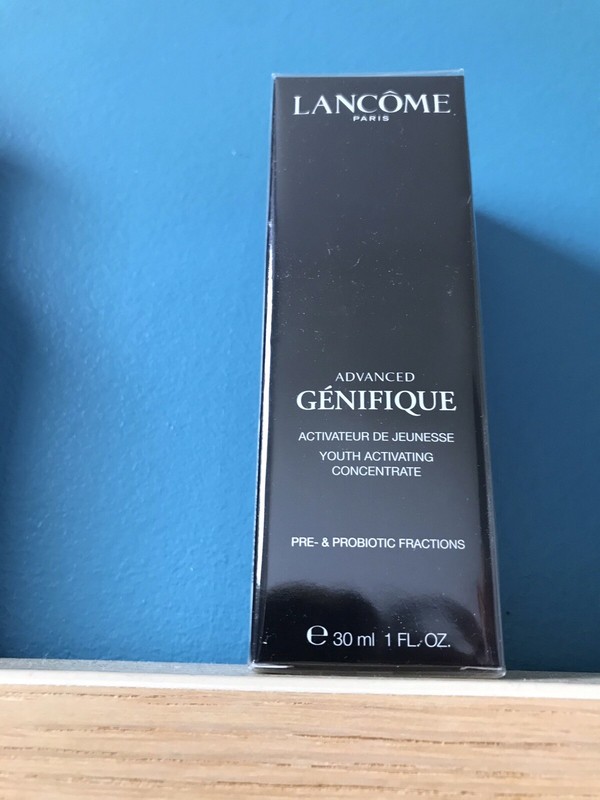 LANCÔME
PARIS
ADVANCED
GÉNIFIQUE
ACTIVATEUR DE JEUNESSE
YOUTH ACTIVATING
CONCENTRATE
PRE- & PROBIOTIC FRACTIONS
℮ 30 ml 1 FL. OZ.